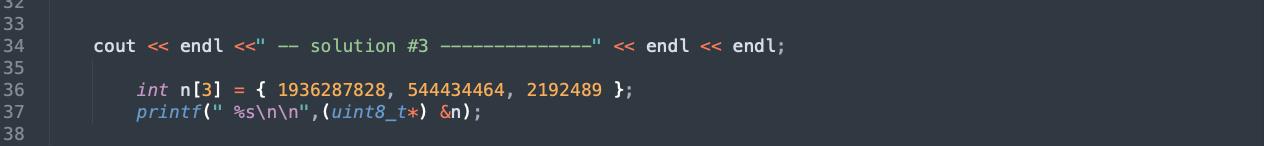 32
33
34 cout << endl <<" -- solution #3 --------------" << endl << endl;
35
36 int n[3] = { 1936287828, 544434464, 2192489 };
37 printf(" %s\n\n",(uint8_t*) &n);
38